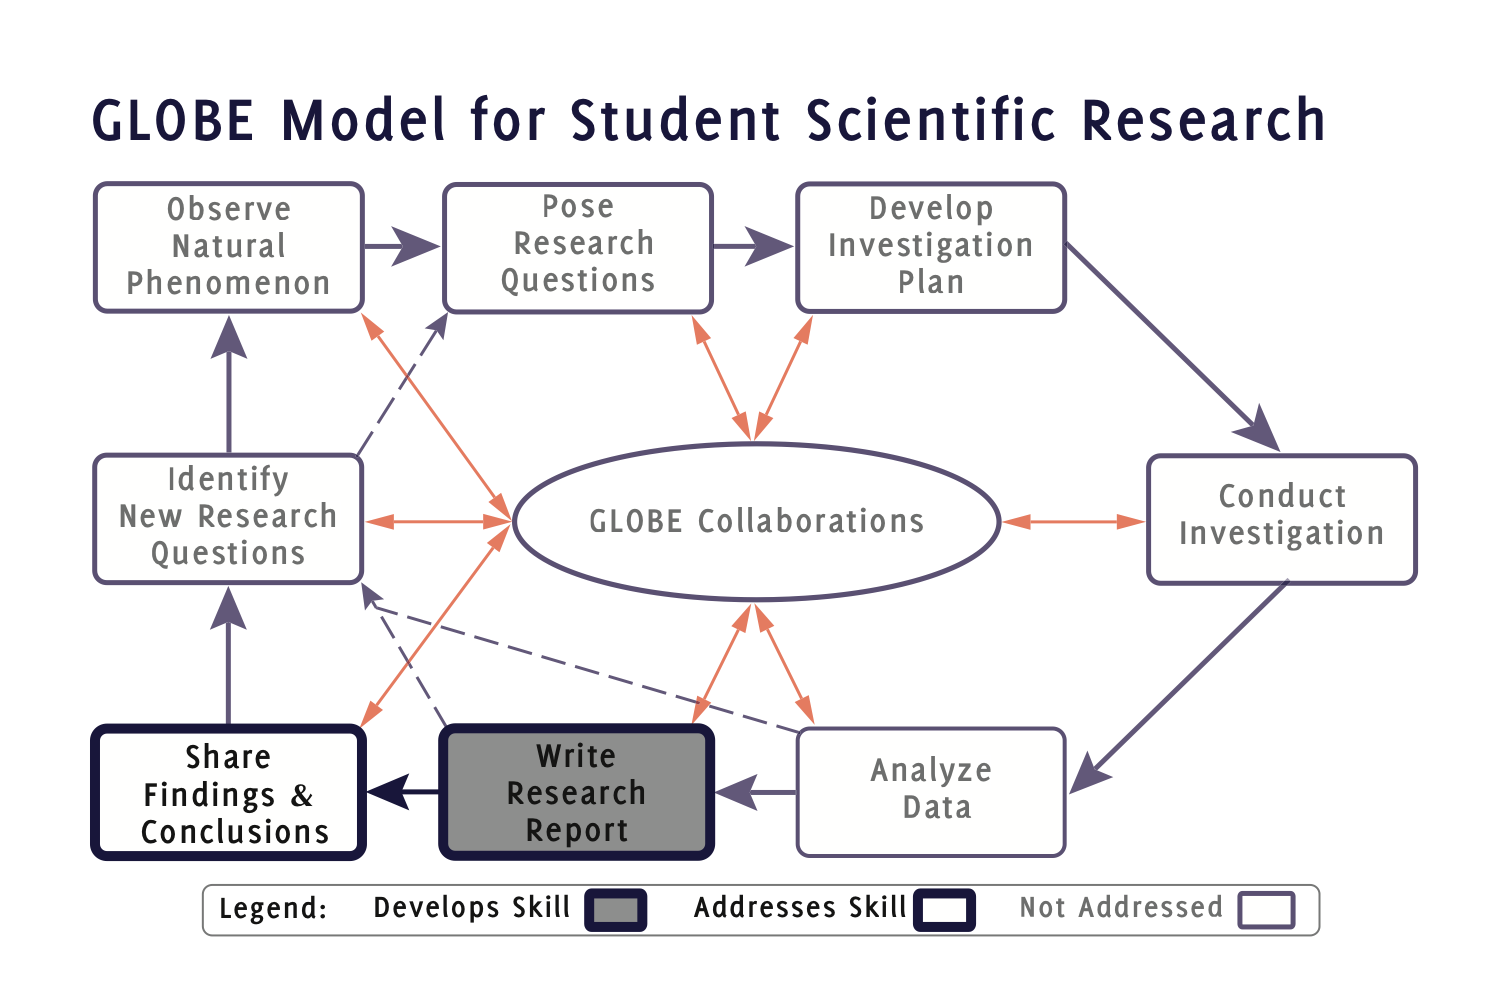 GLOBE Model for Student Scientific Research
Observe
Natural
Phenomenon
Pose
Research
Questions
Develop
Investigation
Plan
Identify
New Research
Questions
GLOBE Collaborations
Conduct
Investigation
Share
Findings &
Conclusions
Write
Research
Report
Analyze
Data
Legend: Develops Skill Addresses Skill Not Addressed